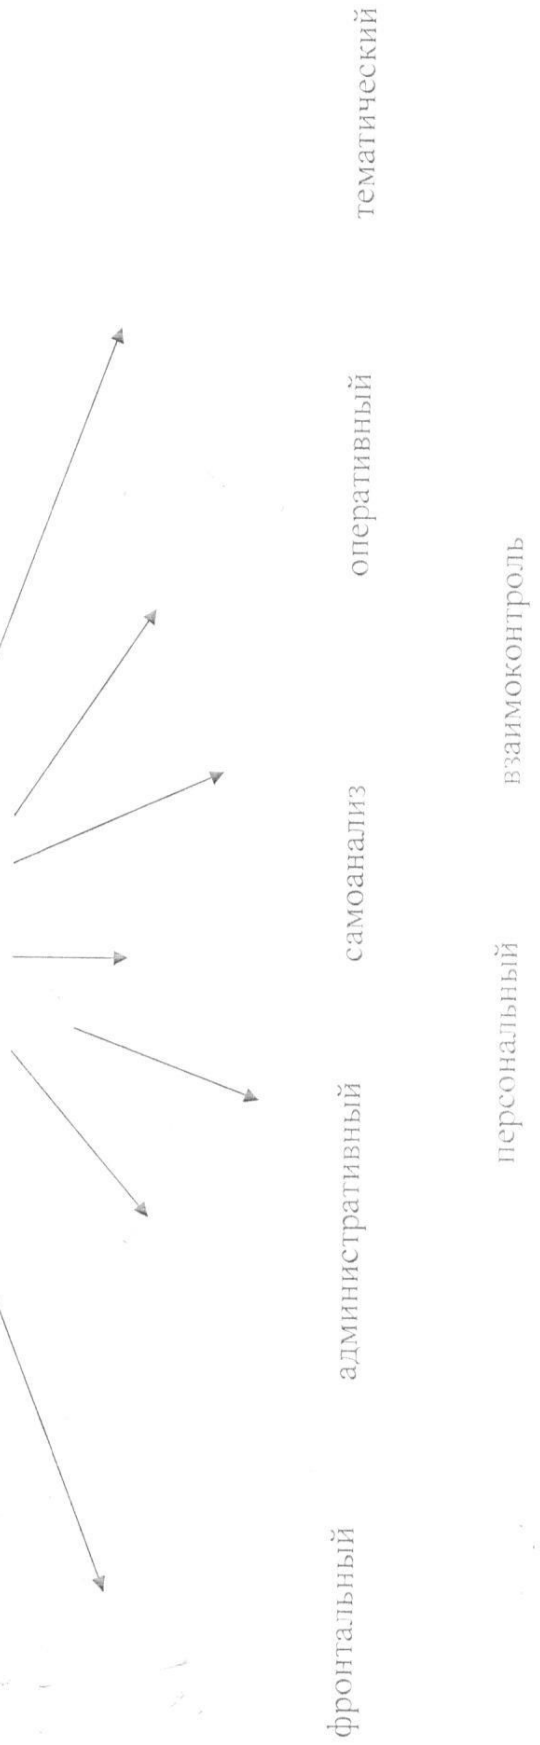 фронтальный административный самоанализ оперативный тематический
персональный взаимоконтроль